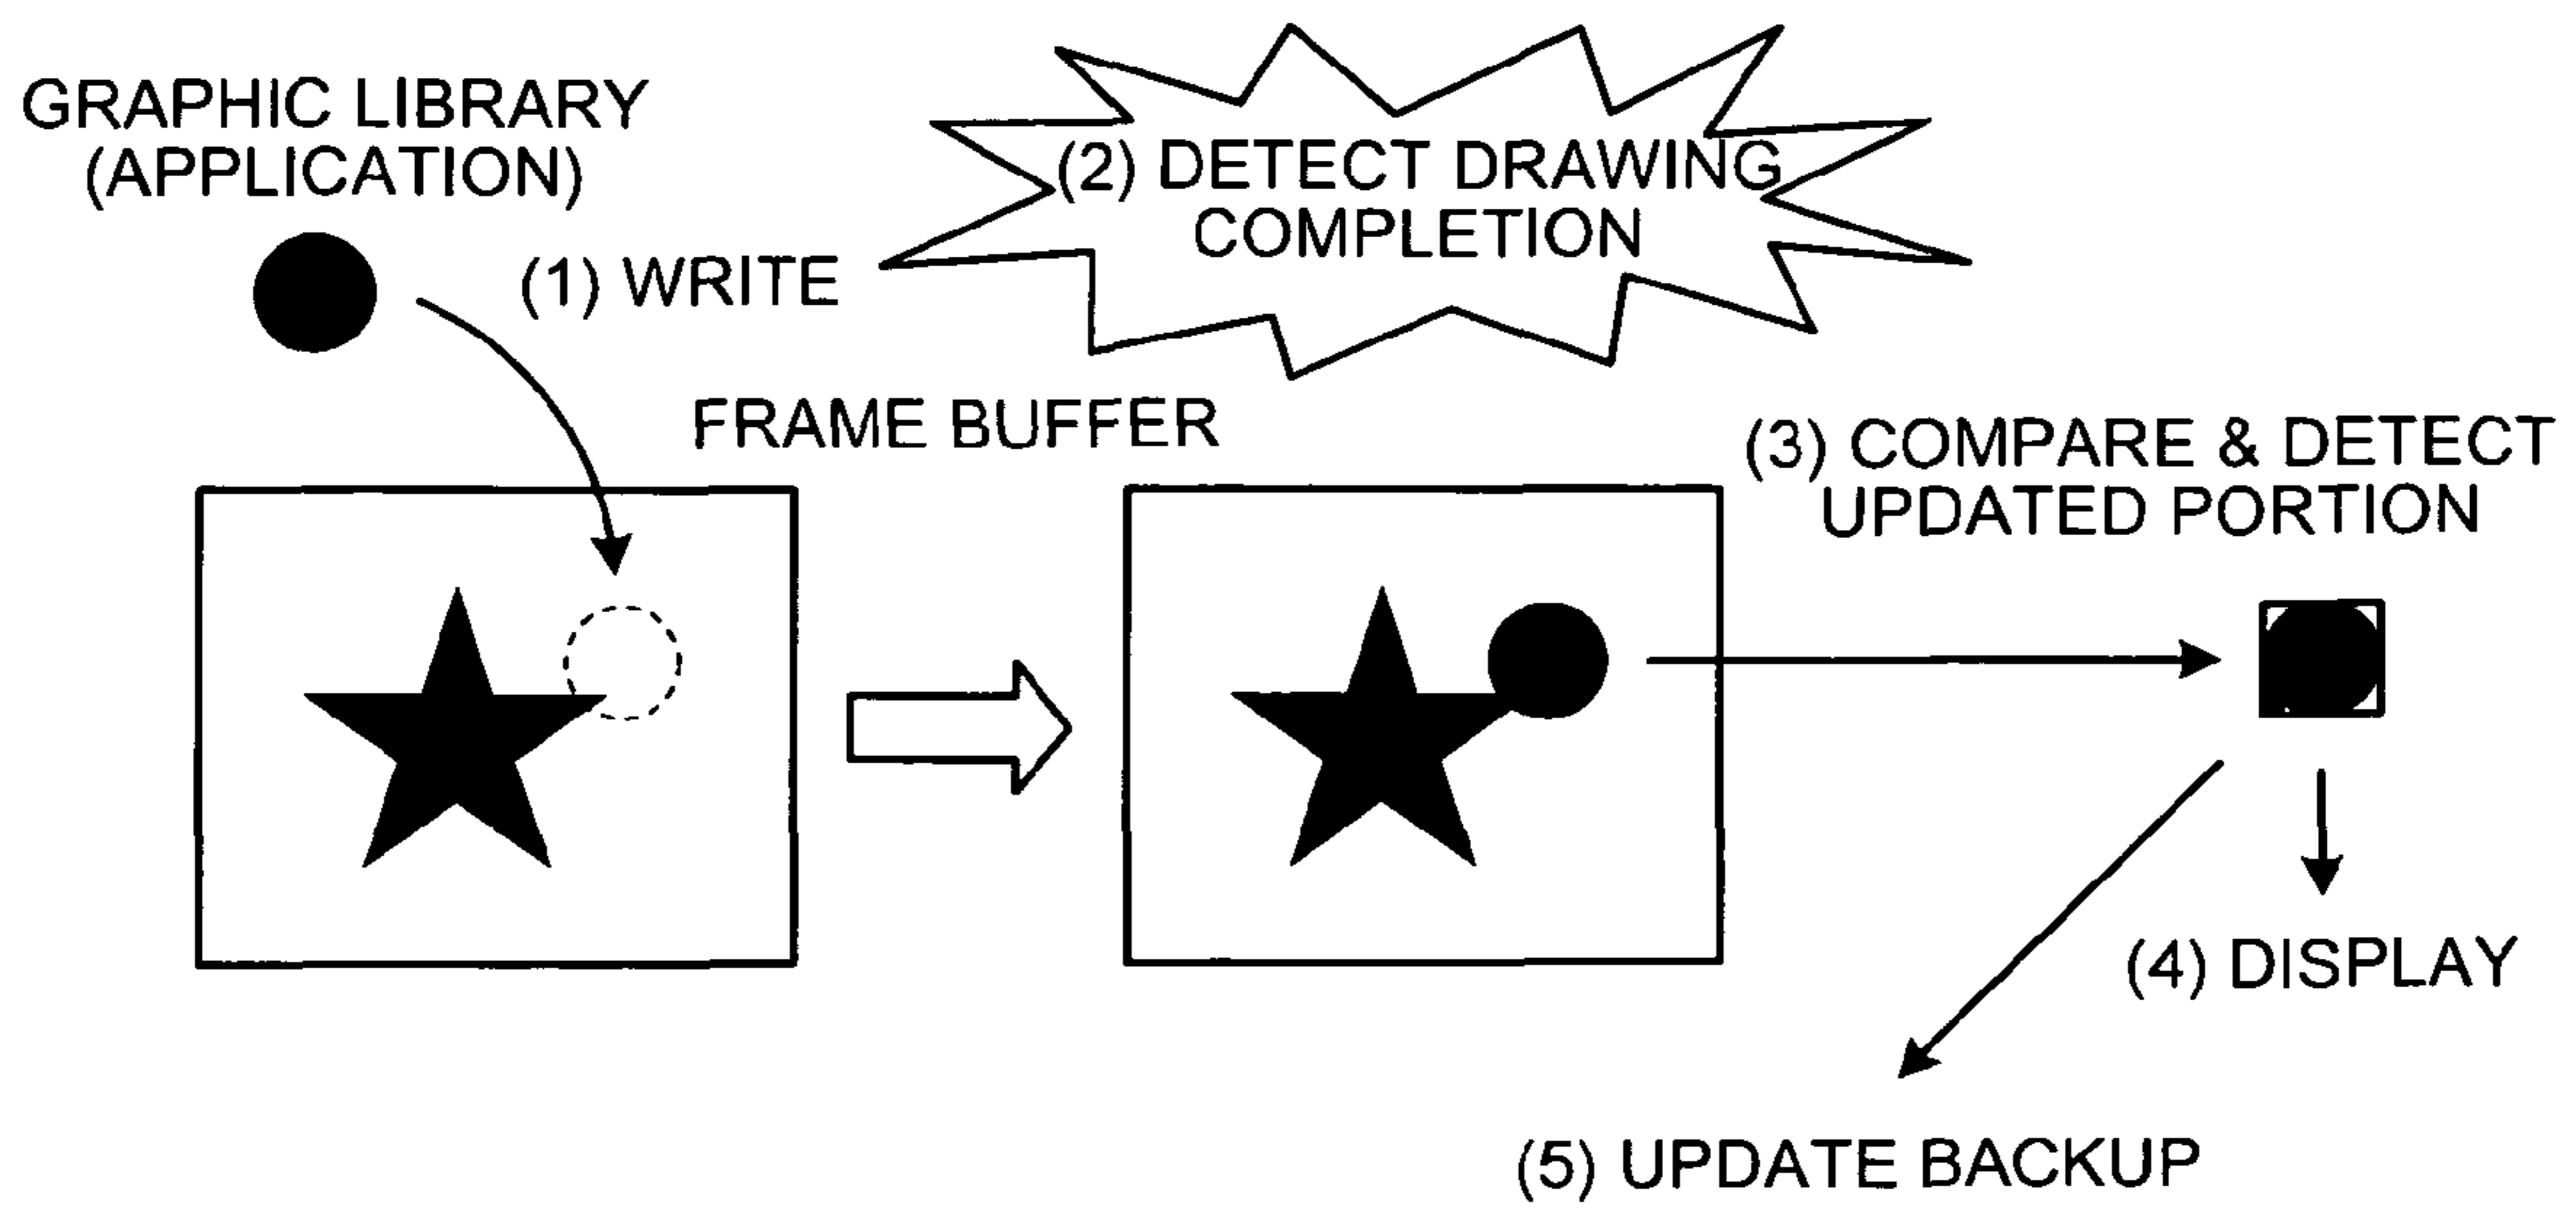 GRAPHIC LIBRARY
(APPLICATION)
(1) WRITE
(2) DETECT DRAWING
COMPLETION
FRAME BUFFER
(3) COMPARE & DETECT
UPDATED PORTION
(4) DISPLAY
(5) UPDATE BACKUP